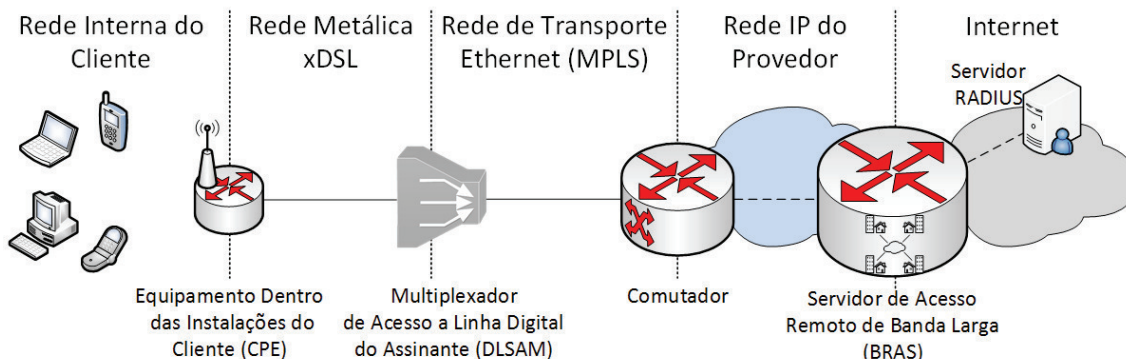 Rede Interna do
Cliente
Rede Metálica
xDSL
Rede de Transporte
Ethernet (MPLS)
Rede IP do
Provedor
Internet
Servidor
RADIUS
Equipamento Dentro
das Instalações do
Cliente (CPE)
Multiplexador
de Acesso a Linha Digital
do Assinante (DLSAM)
Comutador
Servidor de Acesso
Remoto de Banda Larga
(BRAS)